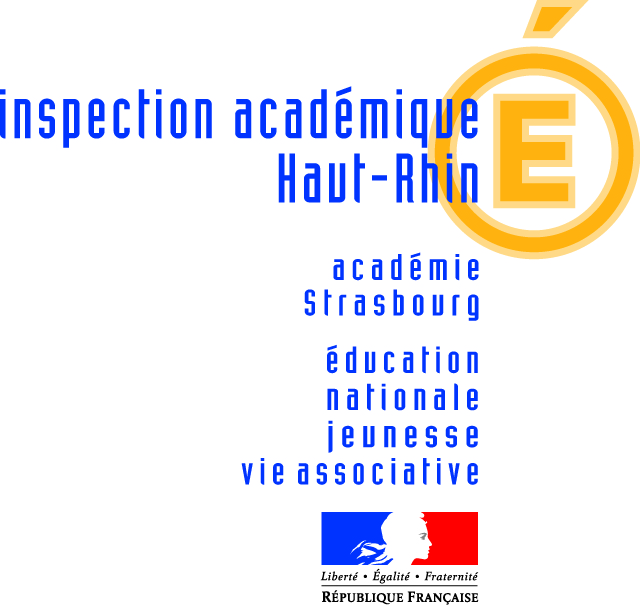 inspection académique
Haut-Rhin
É
académie
Strasbourg
éducation
nationale
jeunesse
vie associative
Liberté • Égalité • Fraternité
RÉPUBLIQUE FRANÇAISE